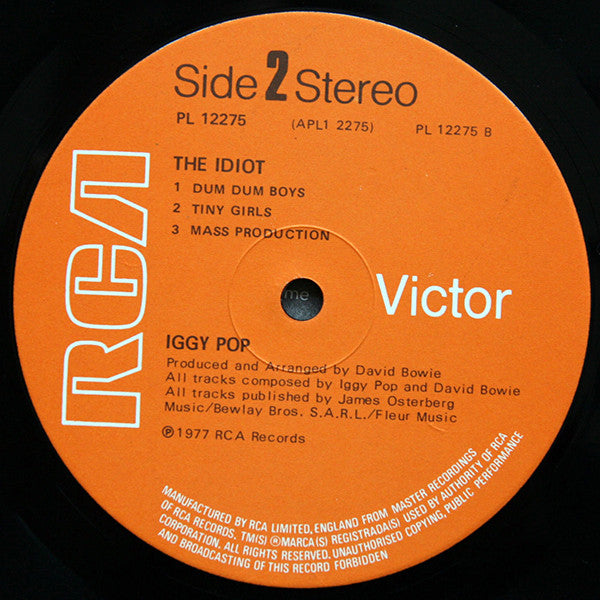 Side 2 Stereo
PL 12275 (APL1 2275) PL 12275 B
THE IDIOT
1 DUM DUM BOYS
2 TINY GIRLS
3 MASS PRODUCTION
RCA
Victor
me
IGGY POP
Produced and Arranged by David Bowie
All tracks composed by Iggy Pop and David Bowie
All tracks published by James Osterberg
Music/Bewlay Bros. S.A.R.L./Fleur Music
℗1977 RCA Records
MANUFACTURED BY RCA LIMITED, ENGLAND FROM MASTER RECORDINGS
OF RCA RECORDS, TM(S) ®MARCA(S) REGISTRADA(S) USED BY AUTHORITY OF RCA
CORPORATION. ALL RIGHTS RESERVED. UNAUTHORISED COPYING, PUBLIC PERFORMANCE
AND BROADCASTING OF THIS RECORD FORBIDDEN